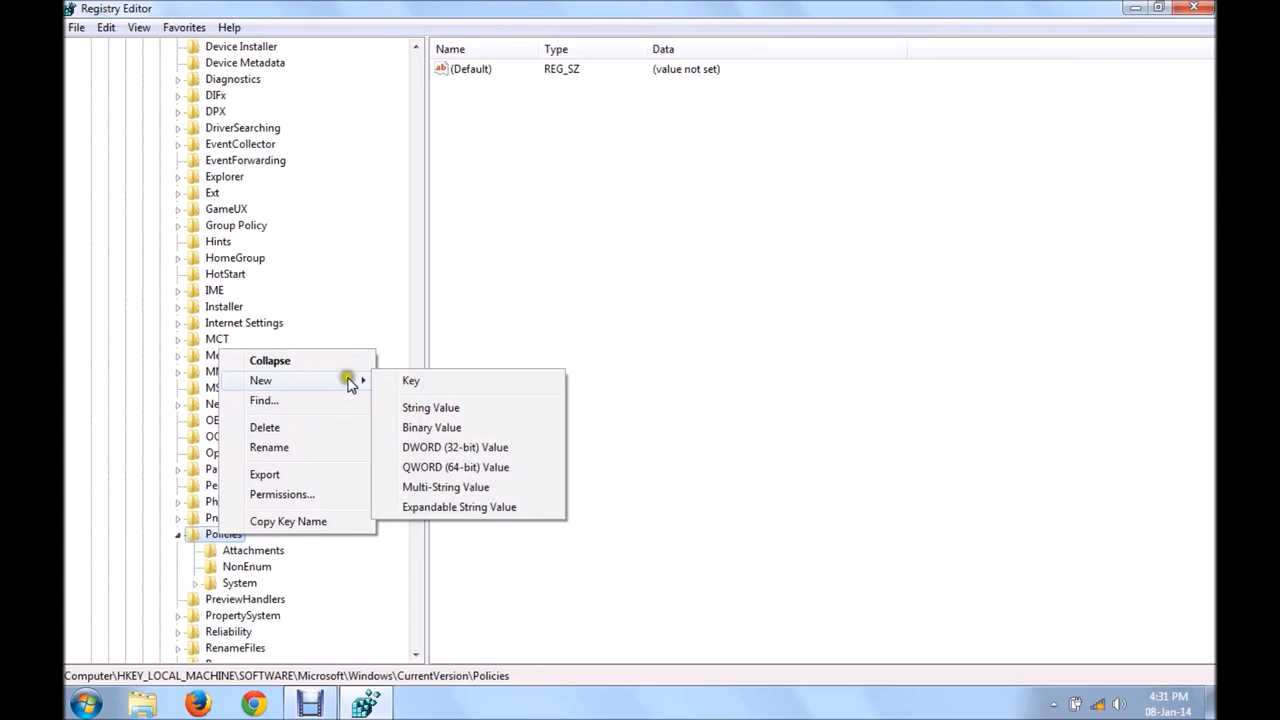 Registry Editor
File Edit View Favorites Help
Device Installer
Device Metadata
Diagnostics
DIFx
DPX
DriverSearching
EventCollector
EventForwarding
Explorer
Ext
GameUX
Group Policy
Hints
HomeGroup
HotStart
IME
Installer
Internet Settings
MCT
Policies
Attachments
NonEnum
System
PreviewHandlers
PropertySystem
Reliability
RenameFiles
Collapse
New
Find...
Delete
Rename
Export
Permissions...
Copy Key Name
Key
String Value
Binary Value
DWORD (32-bit) Value
QWORD (64-bit) Value
Multi-String Value
Expandable String Value
Name Type Data
ab (Default) REG_SZ (value not set)
Computer\HKEY_LOCAL_MACHINE\SOFTWARE\Microsoft\Windows\CurrentVersion\Policies
4:31 PM
08-Jan-14